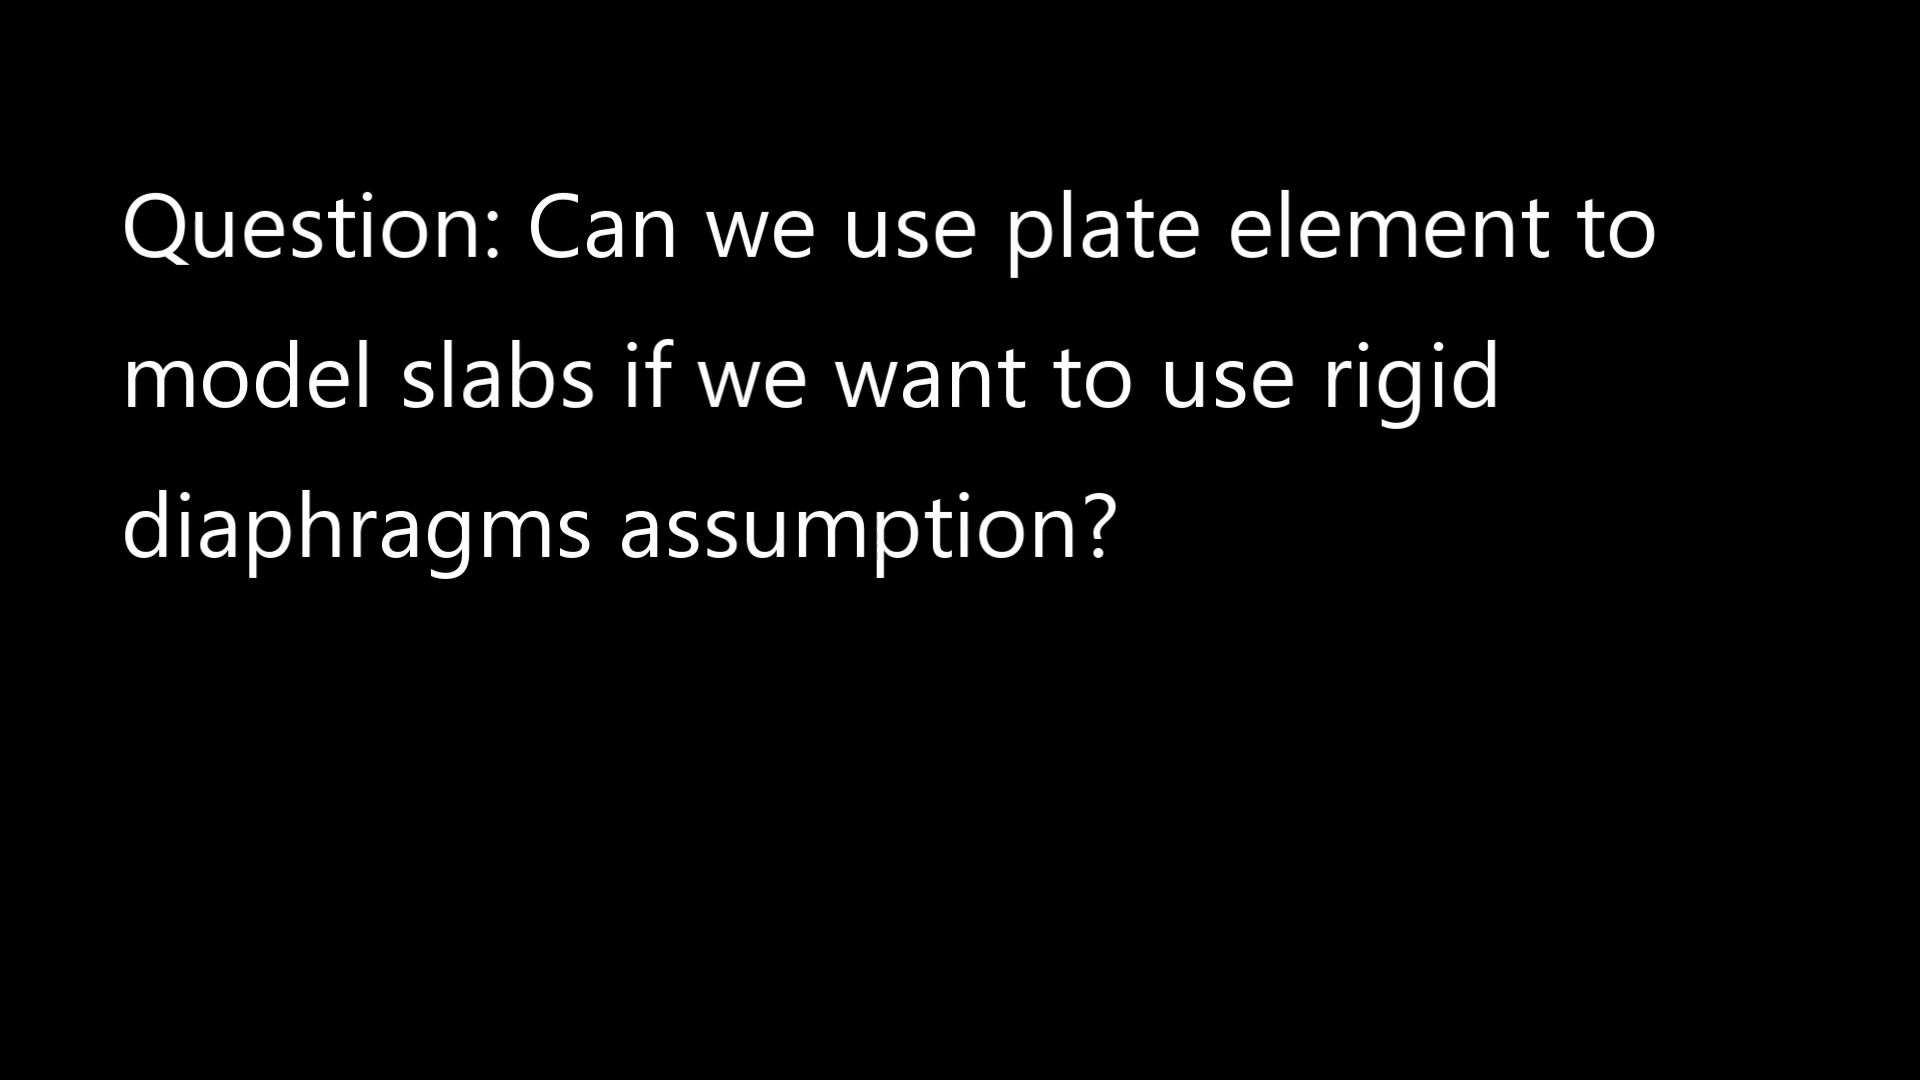 Question: Can we use plate element to
model slabs if we want to use rigid
diaphragms assumption?